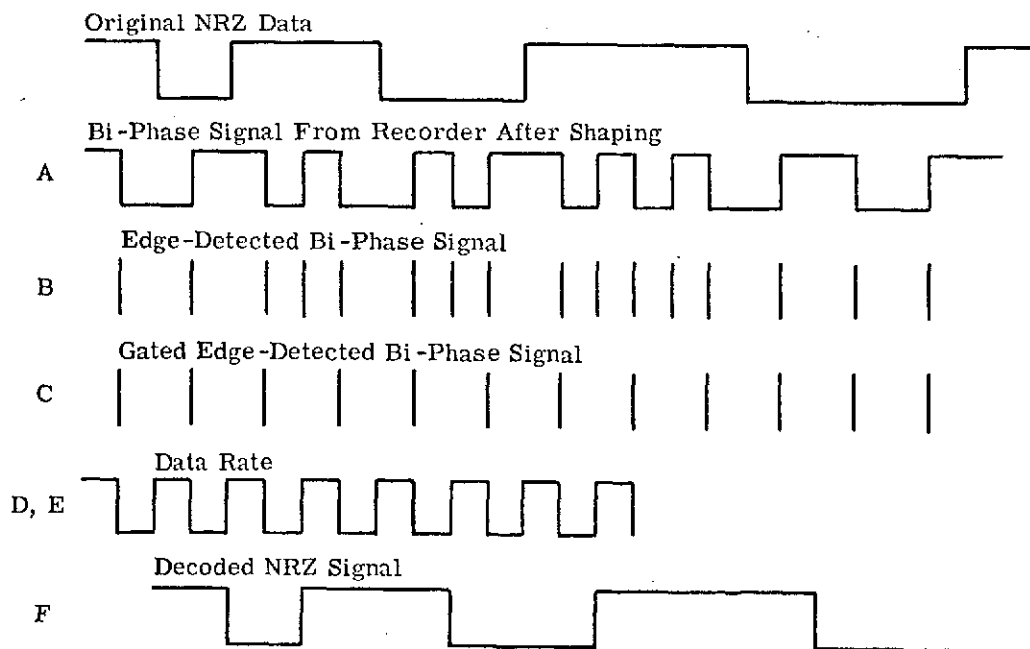 Original NRZ Data
Bi-Phase Signal From Recorder After Shaping
A
Edge-Detected Bi-Phase Signal
B
Gated Edge-Detected Bi-Phase Signal
C
Data Rate
D, E
Decoded NRZ Signal
F